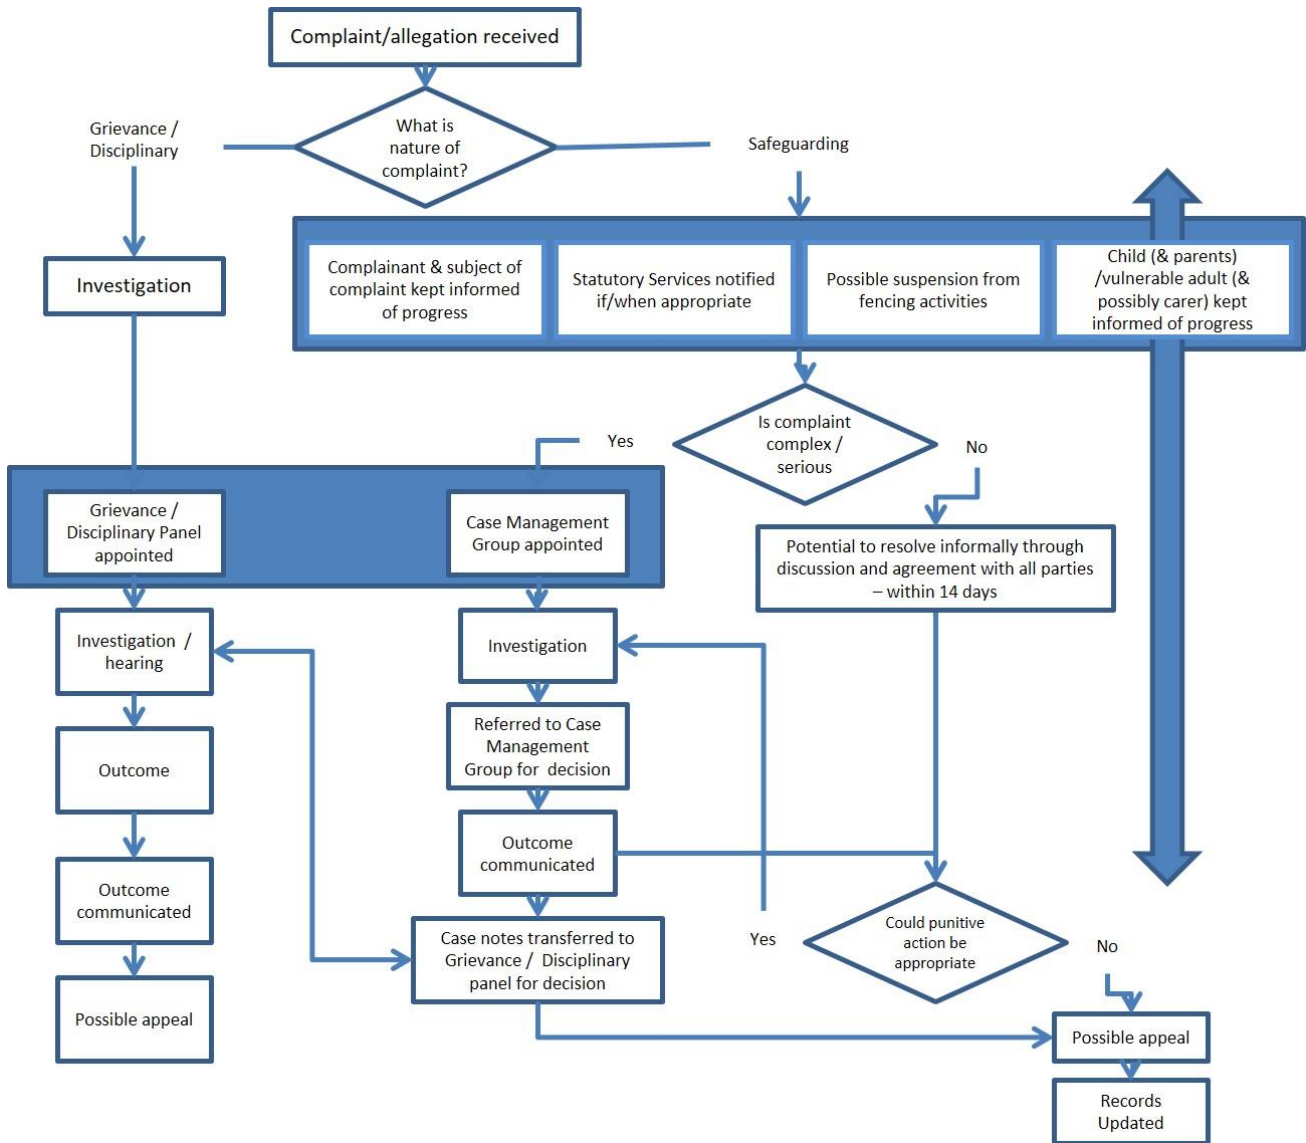 Complaint/allegation received
What is
nature of
complaint?
Grievance /
Disciplinary
Safeguarding
Investigation
Complainant & subject of
complaint kept informed
of progress
Statutory Services notified
if/when appropriate
Possible suspension from
fencing activities
Child (& parents)
/vulnerable adult (&
possibly carer) kept
informed of progress
Is complaint
complex /
serious
Yes
No
Grievance /
Disciplinary Panel
appointed
Case Management
Group appointed
Potential to resolve informally through
discussion and agreement with all parties
– within 14 days
Investigation /
hearing
Investigation
Outcome
Referred to Case
Management
Group for decision
Outcome
communicated
Outcome
communicated
Case notes transferred to
Grievance / Disciplinary
panel for decision
Yes
Could punitive
action be
appropriate
No
Possible appeal
Possible appeal
Records
Updated